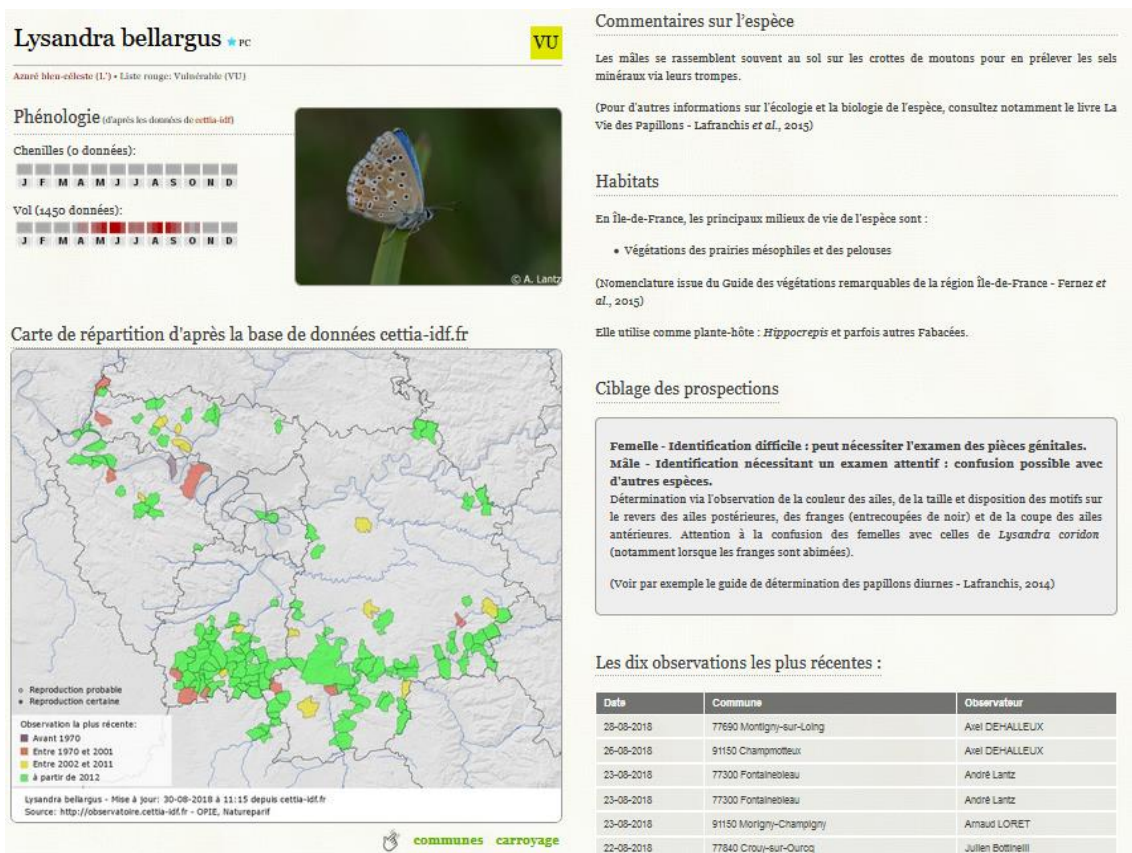 Lysandra bellargus ★ PC
VU
Azuré bleu-céleste (L') • Liste rouge: Vulnérable (VU)
Phénologie (d'après les données de cettia-idf)
Chenilles (0 données):
J F M A M J J A S O N D
Vol (1450 données):
J F M A M J J A S O N D
© A. Lantz
Carte de répartition d'après la base de données cettia-idf.fr
Reproduction probable
Reproduction certaine
Observation la plus récente:
Avant 1970
Entre 1970 et 2001
Entre 2002 et 2011
à partir de 2012
Lysandra bellargus - Mise à jour: 30-08-2018 à 11:15 depuis cettia-idf.fr
Source: http://observatoire.cettia-idf.fr - OPIE, Natureparif
communes carroyage
Commentaires sur l'espèce
Les mâles se rassemblent souvent au sol sur les crottes de moutons pour en prélever les sels
minéraux via leurs trompes.
(Pour d'autres informations sur l'écologie et la biologie de l'espèce, consultez notamment le livre La
Vie des Papillons - Lafranchis et al., 2015)
Habitats
En Île-de-France, les principaux milieux de vie de l'espèce sont :
• Végétations des prairies mésophiles et des pelouses
(Nomenclature issue du Guide des végétations remarquables de la région Île-de-France - Fernez et
al., 2015)
Elle utilise comme plante-hôte : Hippocrepis et parfois autres Fabacées.
Ciblage des prospections
Femelle - Identification difficile : peut nécessiter l'examen des pièces génitales.
Mâle - Identification nécessitant un examen attentif : confusion possible avec
d'autres espèces.
Détermination via l'observation de la couleur des ailes, de la taille et disposition des motifs sur
le revers des ailes postérieures, des franges (entrecoupées de noir) et de la coupe des ailes
antérieures. Attention à la confusion des femelles avec celles de Lysandra coridon
(notamment lorsque les franges sont abimées).
(Voir par exemple le guide de détermination des papillons diurnes - Lafranchis, 2014)
Les dix observations les plus récentes :
Date Commune Observateur
28-08-2018 77690 Montigny-sur-Loing Axel DEHALLEUX
26-08-2018 91150 Champmotteux Axel DEHALLEUX
23-08-2018 77300 Fontainebleau André Lantz
23-08-2018 77300 Fontainebleau André Lantz
23-08-2018 91150 Morigny-Champigny Arnaud LORET
22-08-2018 77840 Crouy-sur-Ourcq Julien Bottinelli